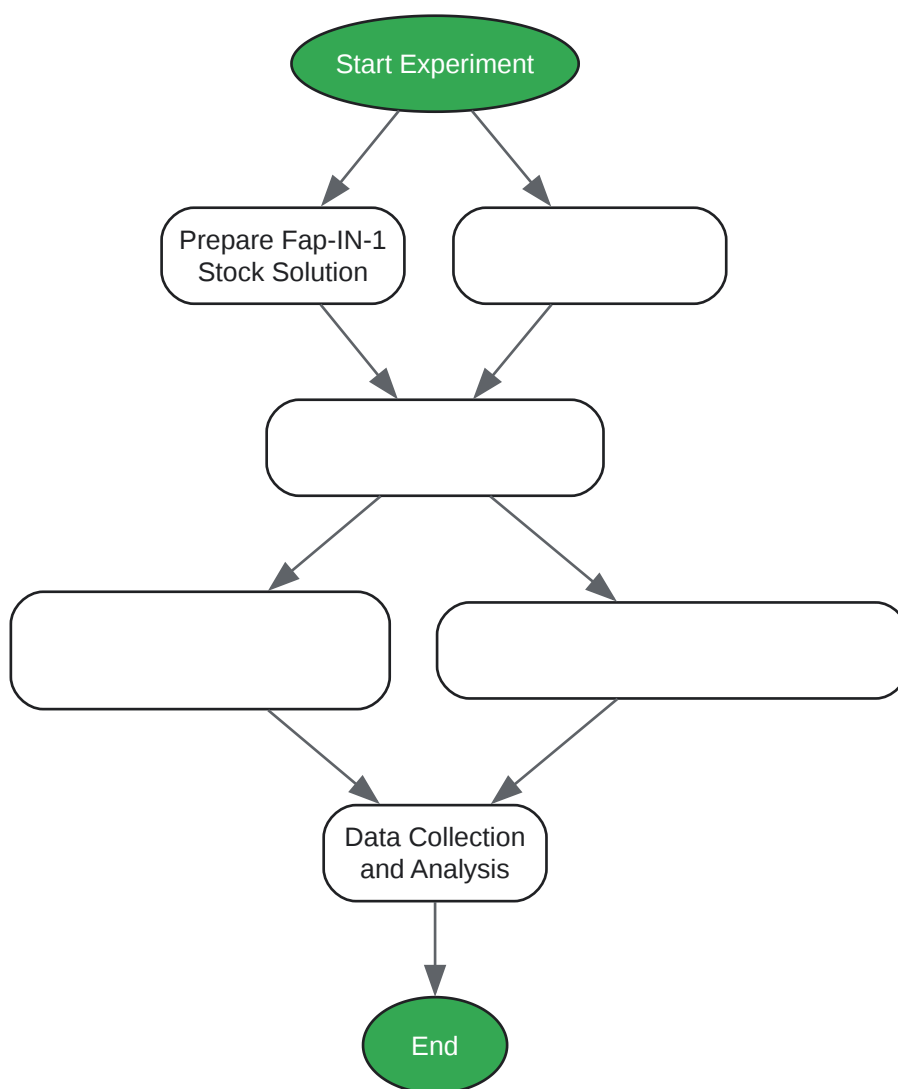 Start Experiment
Prepare Fap-IN-1
Stock Solution
Data Collection
and Analysis
End